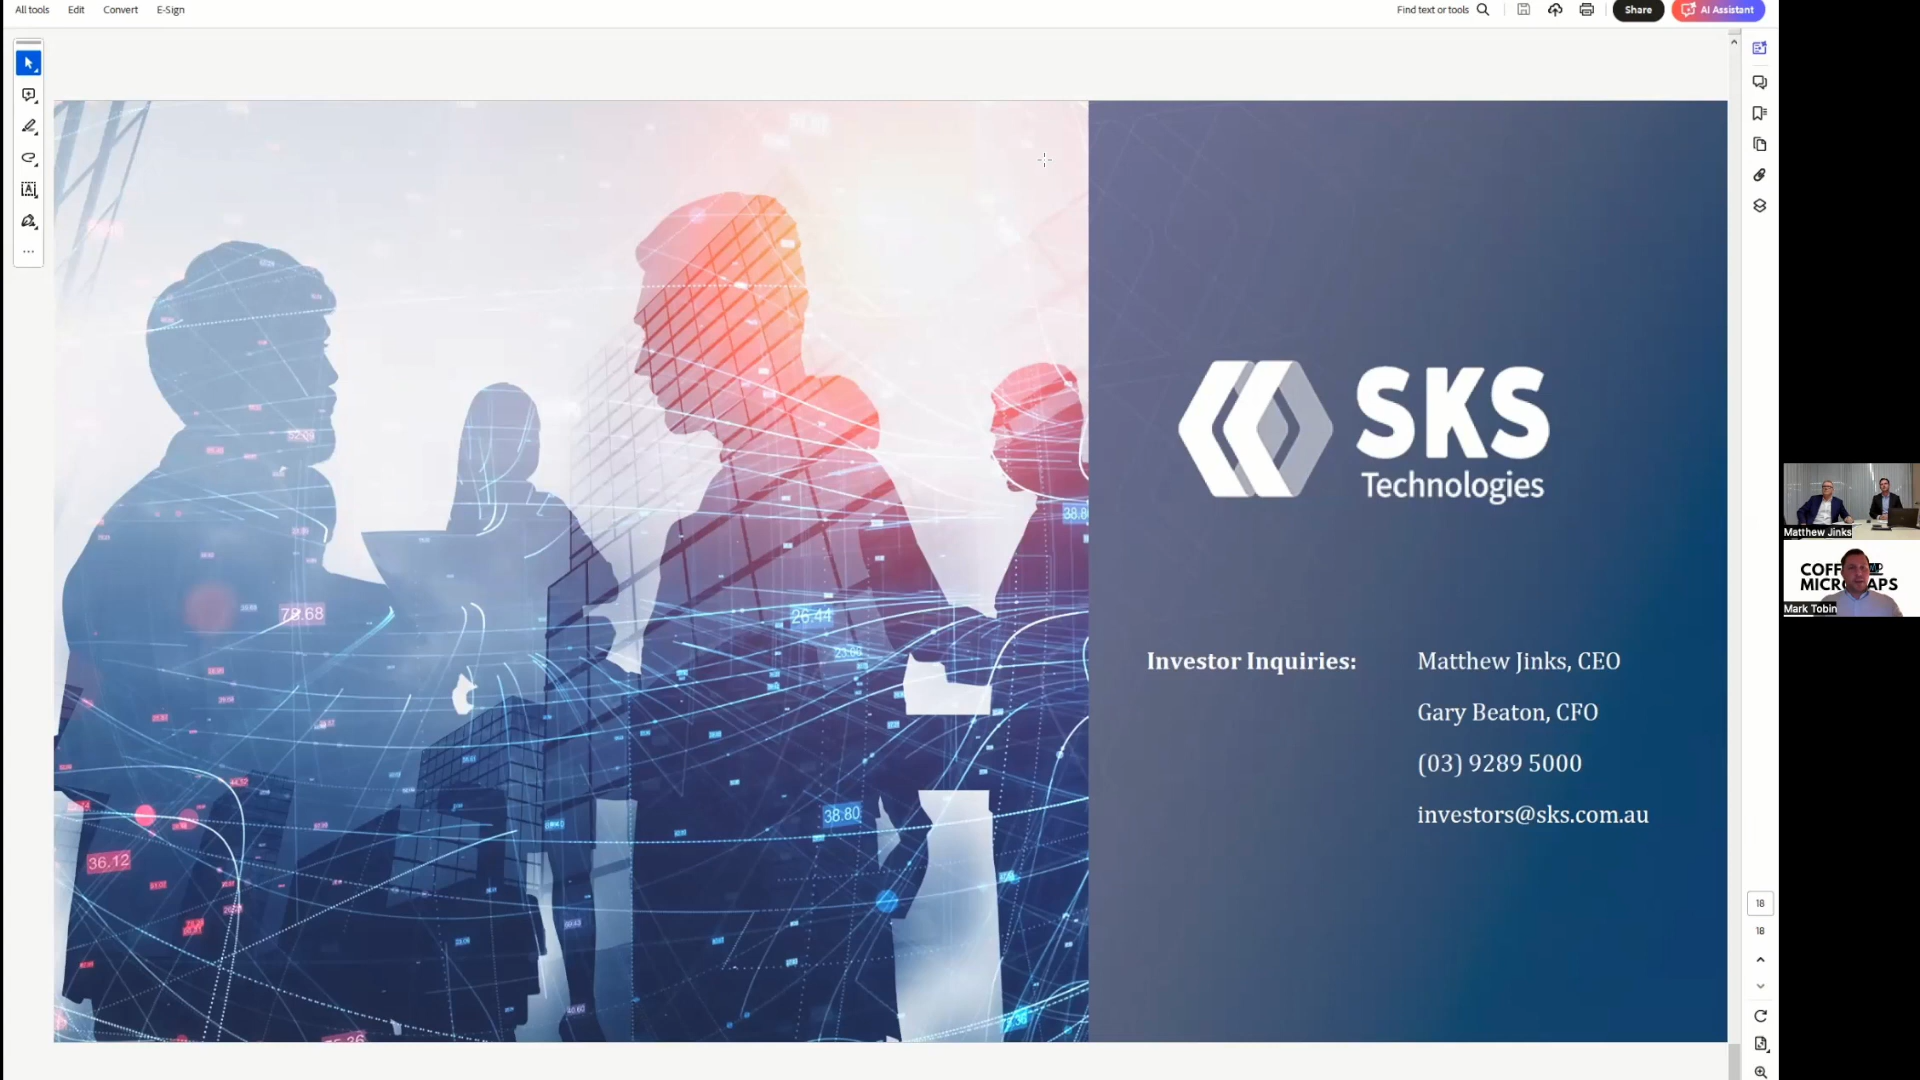 All tools Edit Convert E-Sign Find text or tools Share AI Assistant
SKS
Technologies
Investor Inquiries: Matthew Jinks, CEO
Gary Beaton, CFO
(03) 9289 5000
investors@sks.com.au
78.68
26.44
38.80
36.12
Matthew Jinks
Mark Tobin
18
18